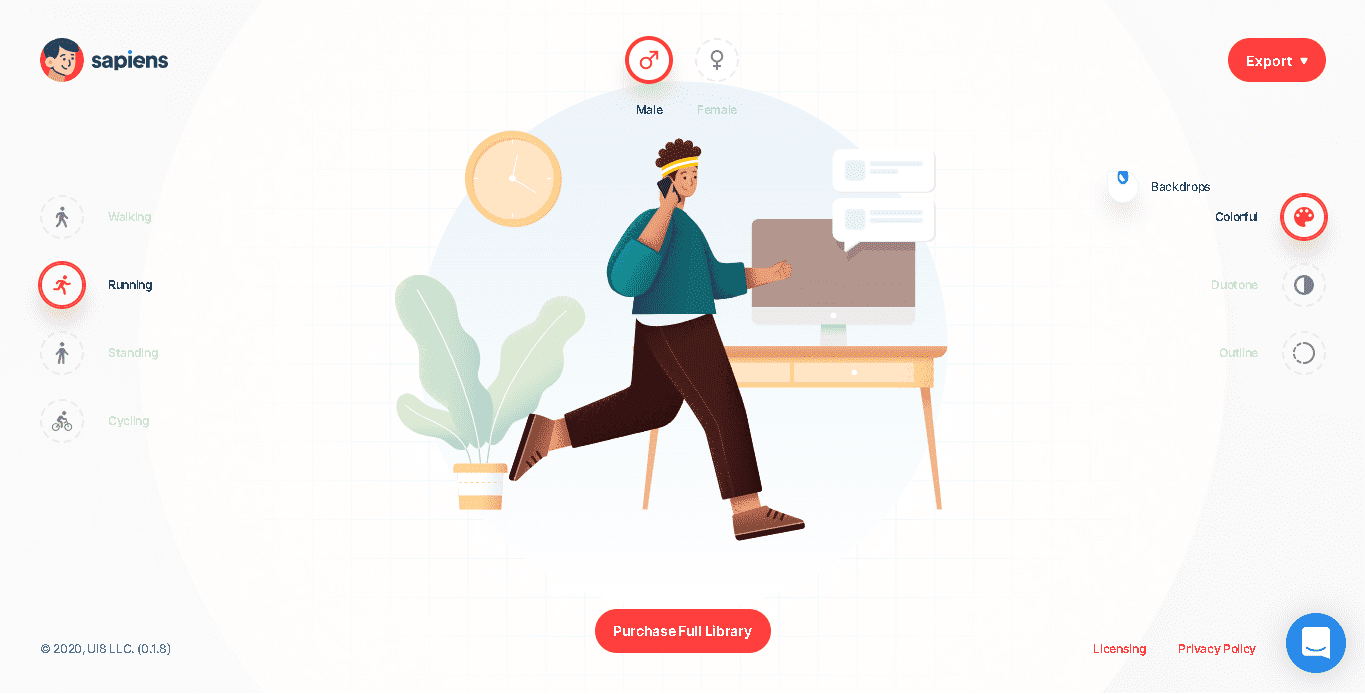 sapiens
Male
Female
Export ▼
Walking
Running
Standing
Cycling
Backdrops
Colorful
Duotone
Outline
Purchase Full Library
© 2020, UI8 LLC. (0.1.8)
Licensing
Privacy Policy